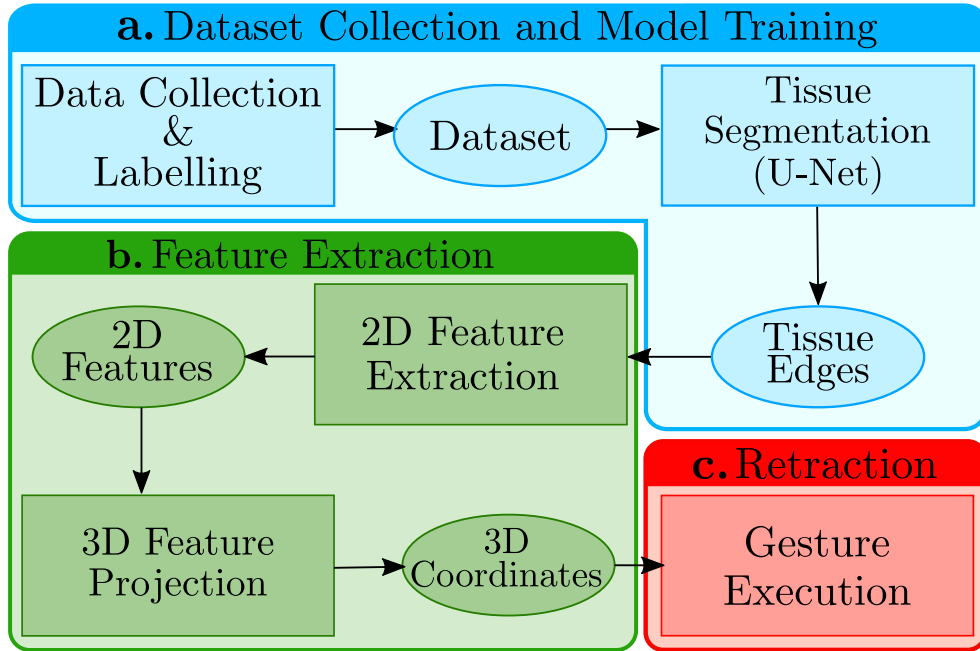 a. Dataset Collection and Model Training
Data Collection
&
Labelling
Dataset
Tissue
Segmentation
(U-Net)
Tissue
Edges
b. Feature Extraction
2D Feature
Extraction
2D
Features
3D Feature
Projection
3D
Coordinates
c. Retraction
Gesture
Execution